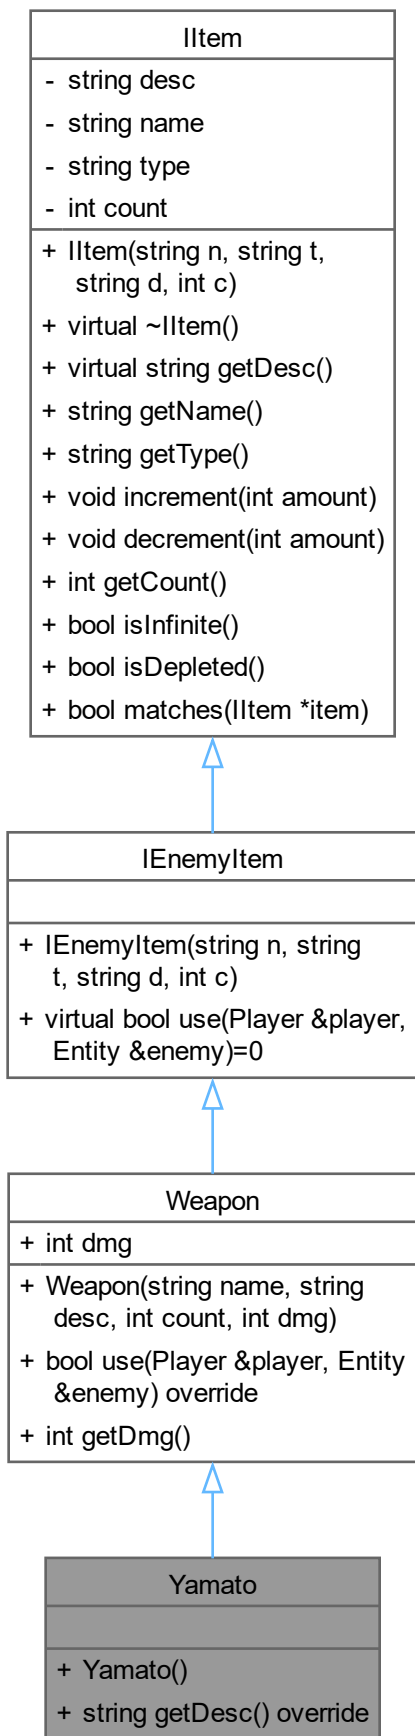 IItem
- string desc
- string name
- string type
- int count
+ IItem(string n, string t,
string d, int c)
+ virtual ~IItem()
+ virtual string getDesc()
+ string getName()
+ string getType()
+ void increment(int amount)
+ void decrement(int amount)
+ int getCount()
+ bool isInfinite()
+ bool isDepleted()
+ bool matches(IItem *item)
IEnemyItem
+ IEnemyItem(string n, string
t, string d, int c)
+ virtual bool use(Player &player,
Entity &enemy)=0
Weapon
+ int dmg
+ Weapon(string name, string
desc, int count, int dmg)
+ bool use(Player &player, Entity
&enemy) override
+ int getDmg()
Yamato
+ Yamato()
+ string getDesc() override